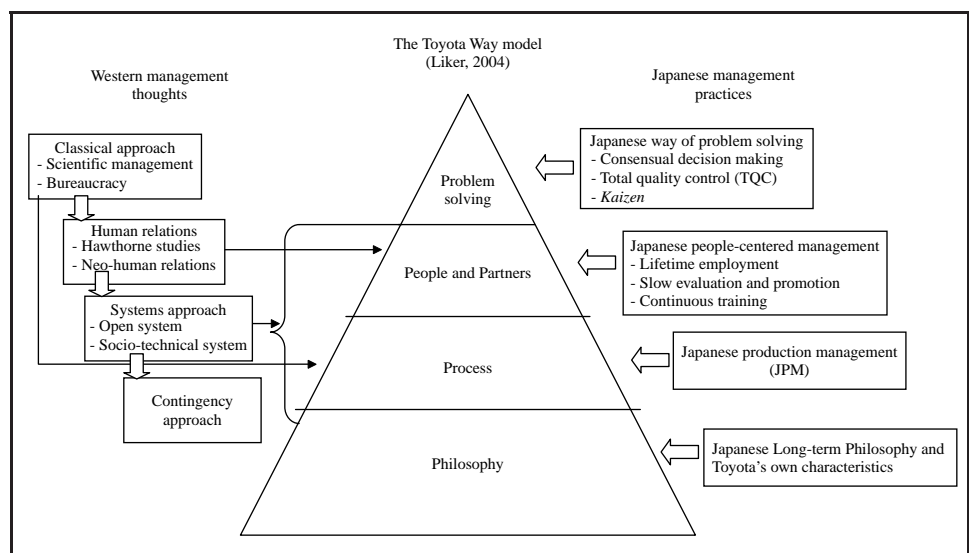 The Toyota Way model
(Liker, 2004)
Western management
thoughts
Japanese management
practices
Classical approach
- Scientific management
- Bureaucracy
Human relations
- Hawthorne studies
- Neo-human relations
Systems approach
- Open system
- Socio-technical system
Contingency
approach
Problem
solving
People and Partners
Process
Philosophy
Japanese way of problem solving
- Consensual decision making
- Total quality control (TQC)
- Kaizen
Japanese people-centered management
- Lifetime employment
- Slow evaluation and promotion
- Continuous training
Japanese production management
(JPM)
Japanese Long-term Philosophy and
Toyota's own characteristics